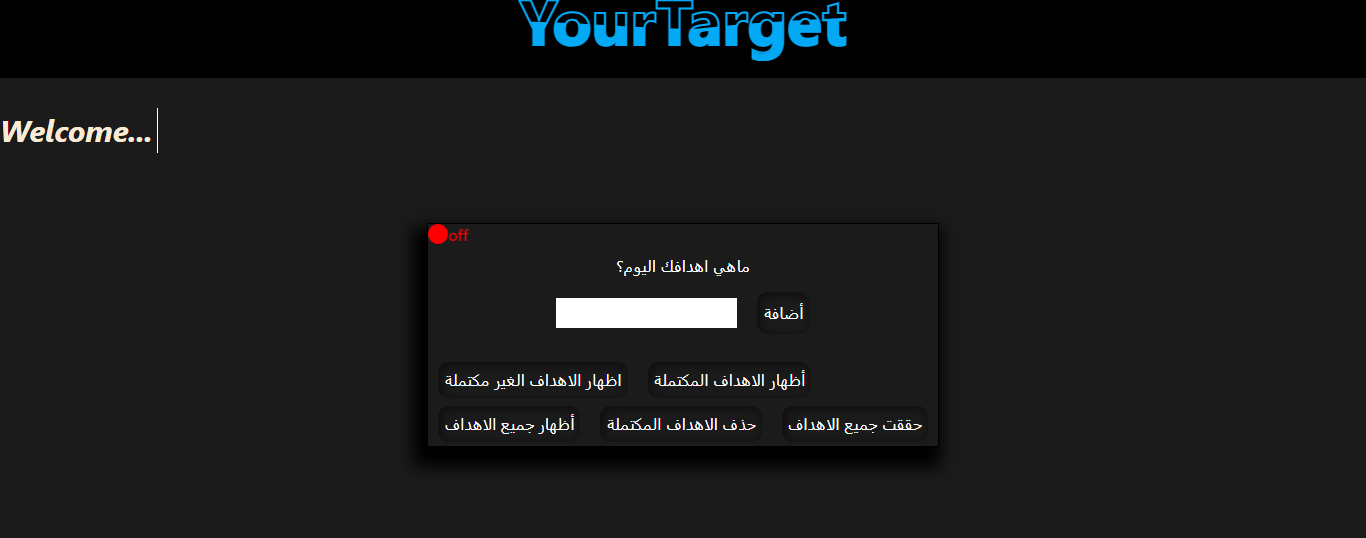 YourTarget
Welcome...
off
ماهي اهدافك اليوم؟
أضافة
أظهار الاهداف المكتملة
اظهار الاهداف الغير مكتملة
حققت جميع الاهداف
حذف الاهداف المكتملة
أظهار جميع الاهداف